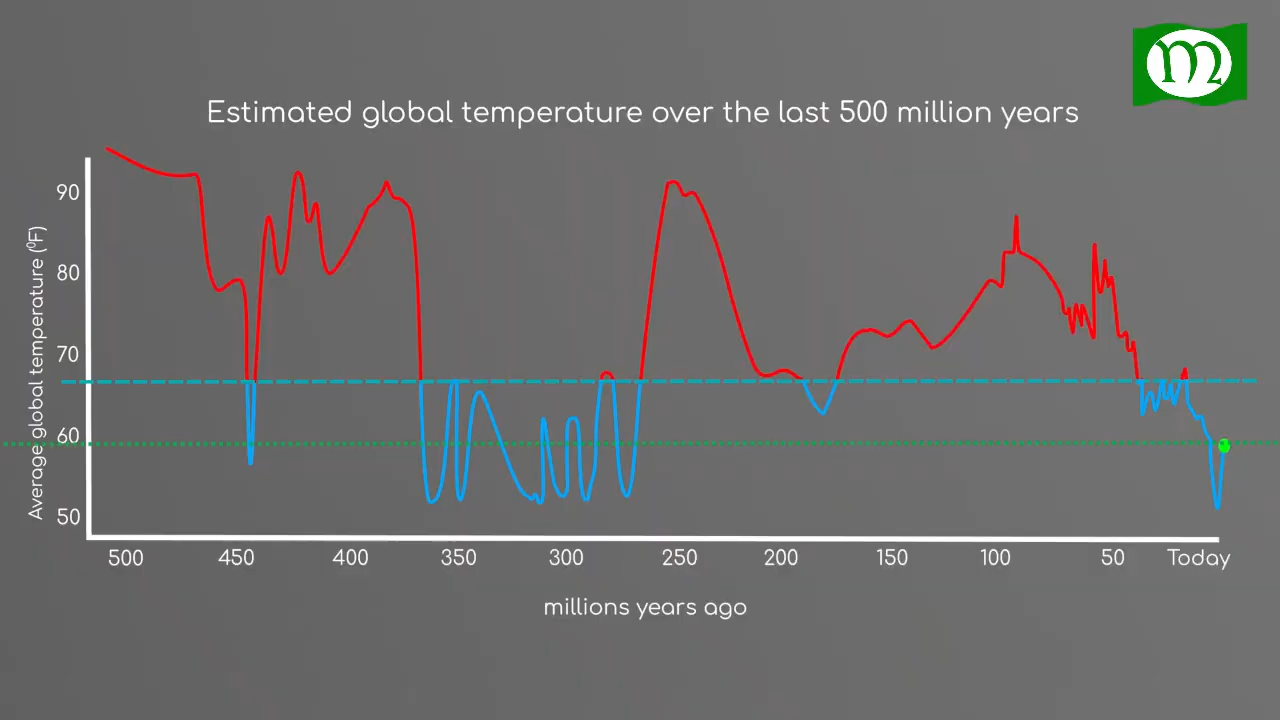 m
Estimated global temperature over the last 500 million years
Average global temperature (⁰F)
90
80
70
60
50
500 450 400 350 300 250 200 150 100 50 Today
millions years ago